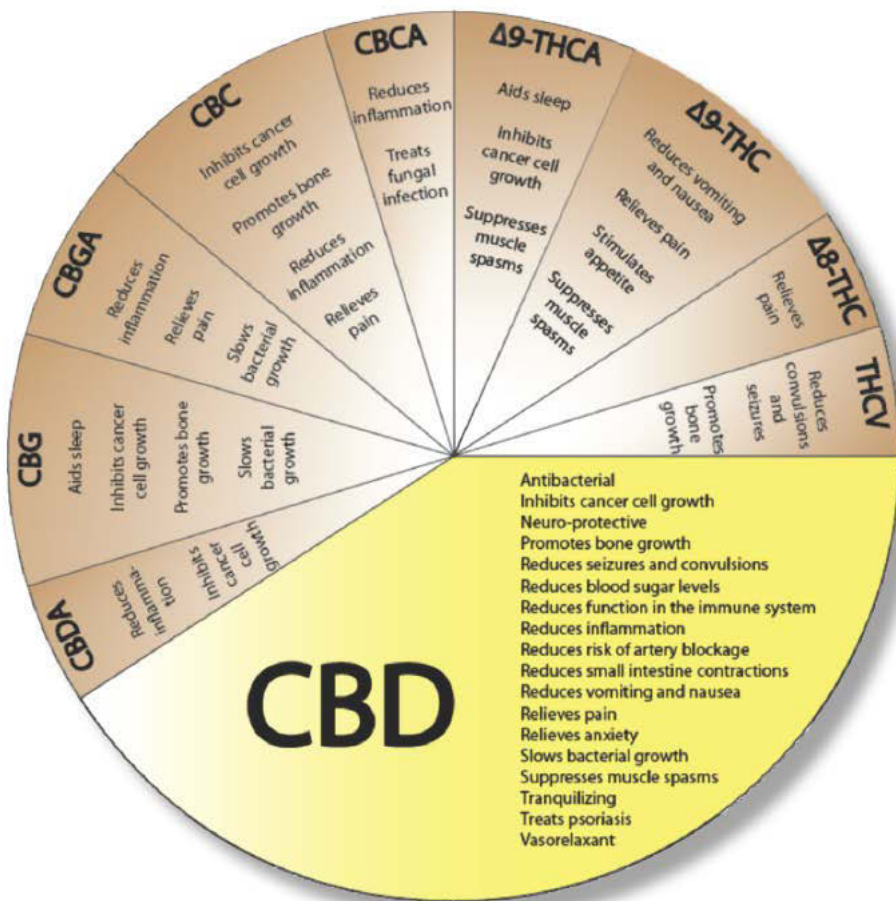 CBCA
Reduces
inflammation
Treats
fungal
infection
Δ9-THCA
Aids sleep
Inhibits
cancer cell
growth
Suppresses
muscle
spasms
Δ9-THC
Reduces vomiting
and nausea
Relieves pain
Stimulates
appetite
Suppresses
muscle
spasms
Δ8-THC
Relieves
pain
THCV
Reduces
convulsions
and
seizures
Promotes
bone
growth
CBD
Antibacterial
Inhibits cancer cell growth
Neuro-protective
Promotes bone growth
Reduces seizures and convulsions
Reduces blood sugar levels
Reduces function in the immune system
Reduces inflammation
Reduces risk of artery blockage
Reduces small intestine contractions
Reduces vomiting and nausea
Relieves pain
Relieves anxiety
Slows bacterial growth
Suppresses muscle spasms
Tranquilizing
Treats psoriasis
Vasorelaxant
CBDA
Reduces
inflamma-
tion
Inhibits
cancer
cell
growth
CBG
Aids sleep
Inhibits cancer
cell growth
Promotes bone
growth
Slows
bacterial
growth
CBGA
Reduces
inflammation
Relieves
pain
Slows
bacterial
growth
CBC
Inhibits cancer
cell growth
Promotes bone
growth
Reduces
inflammation
Relieves
pain